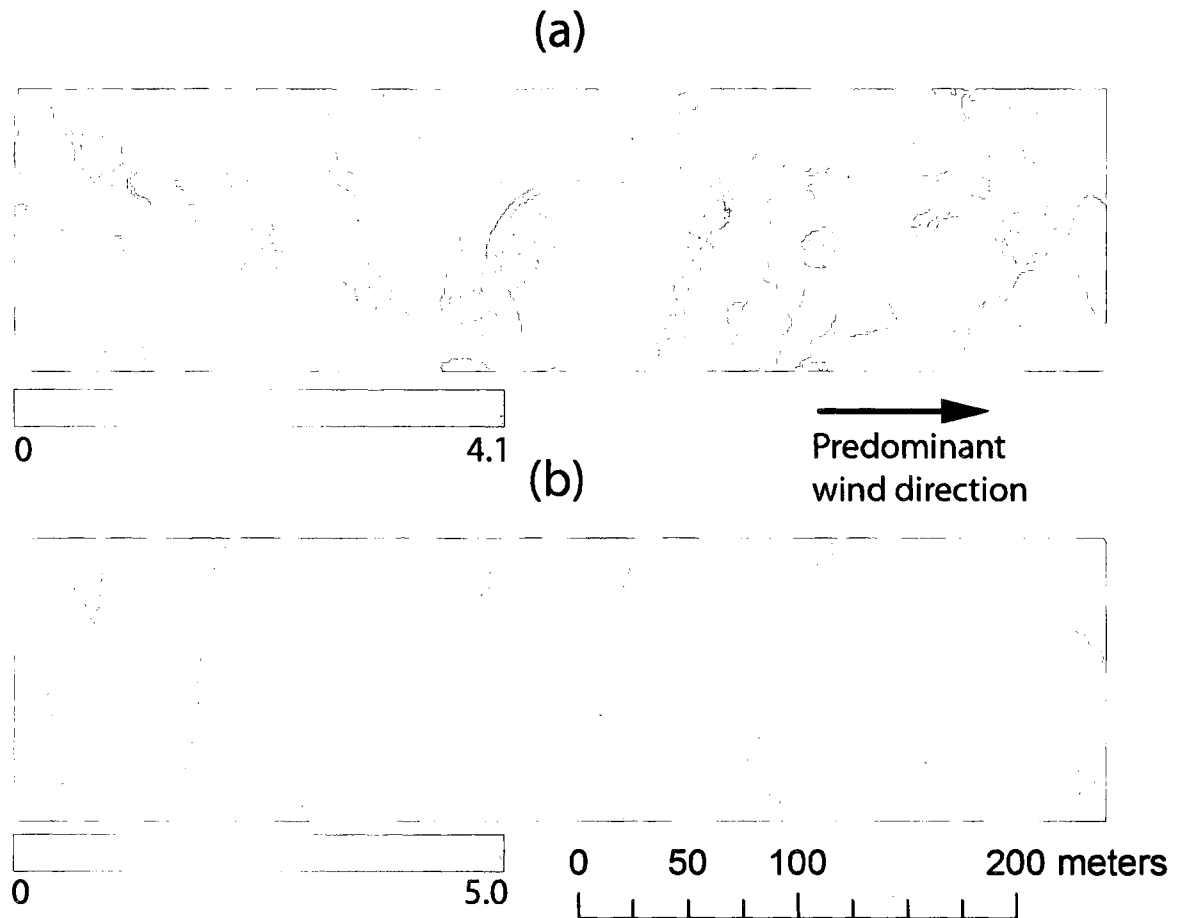 (a)
0 4.1
Predominant
wind direction
(b)
0 5.0
0 50 100 200 meters